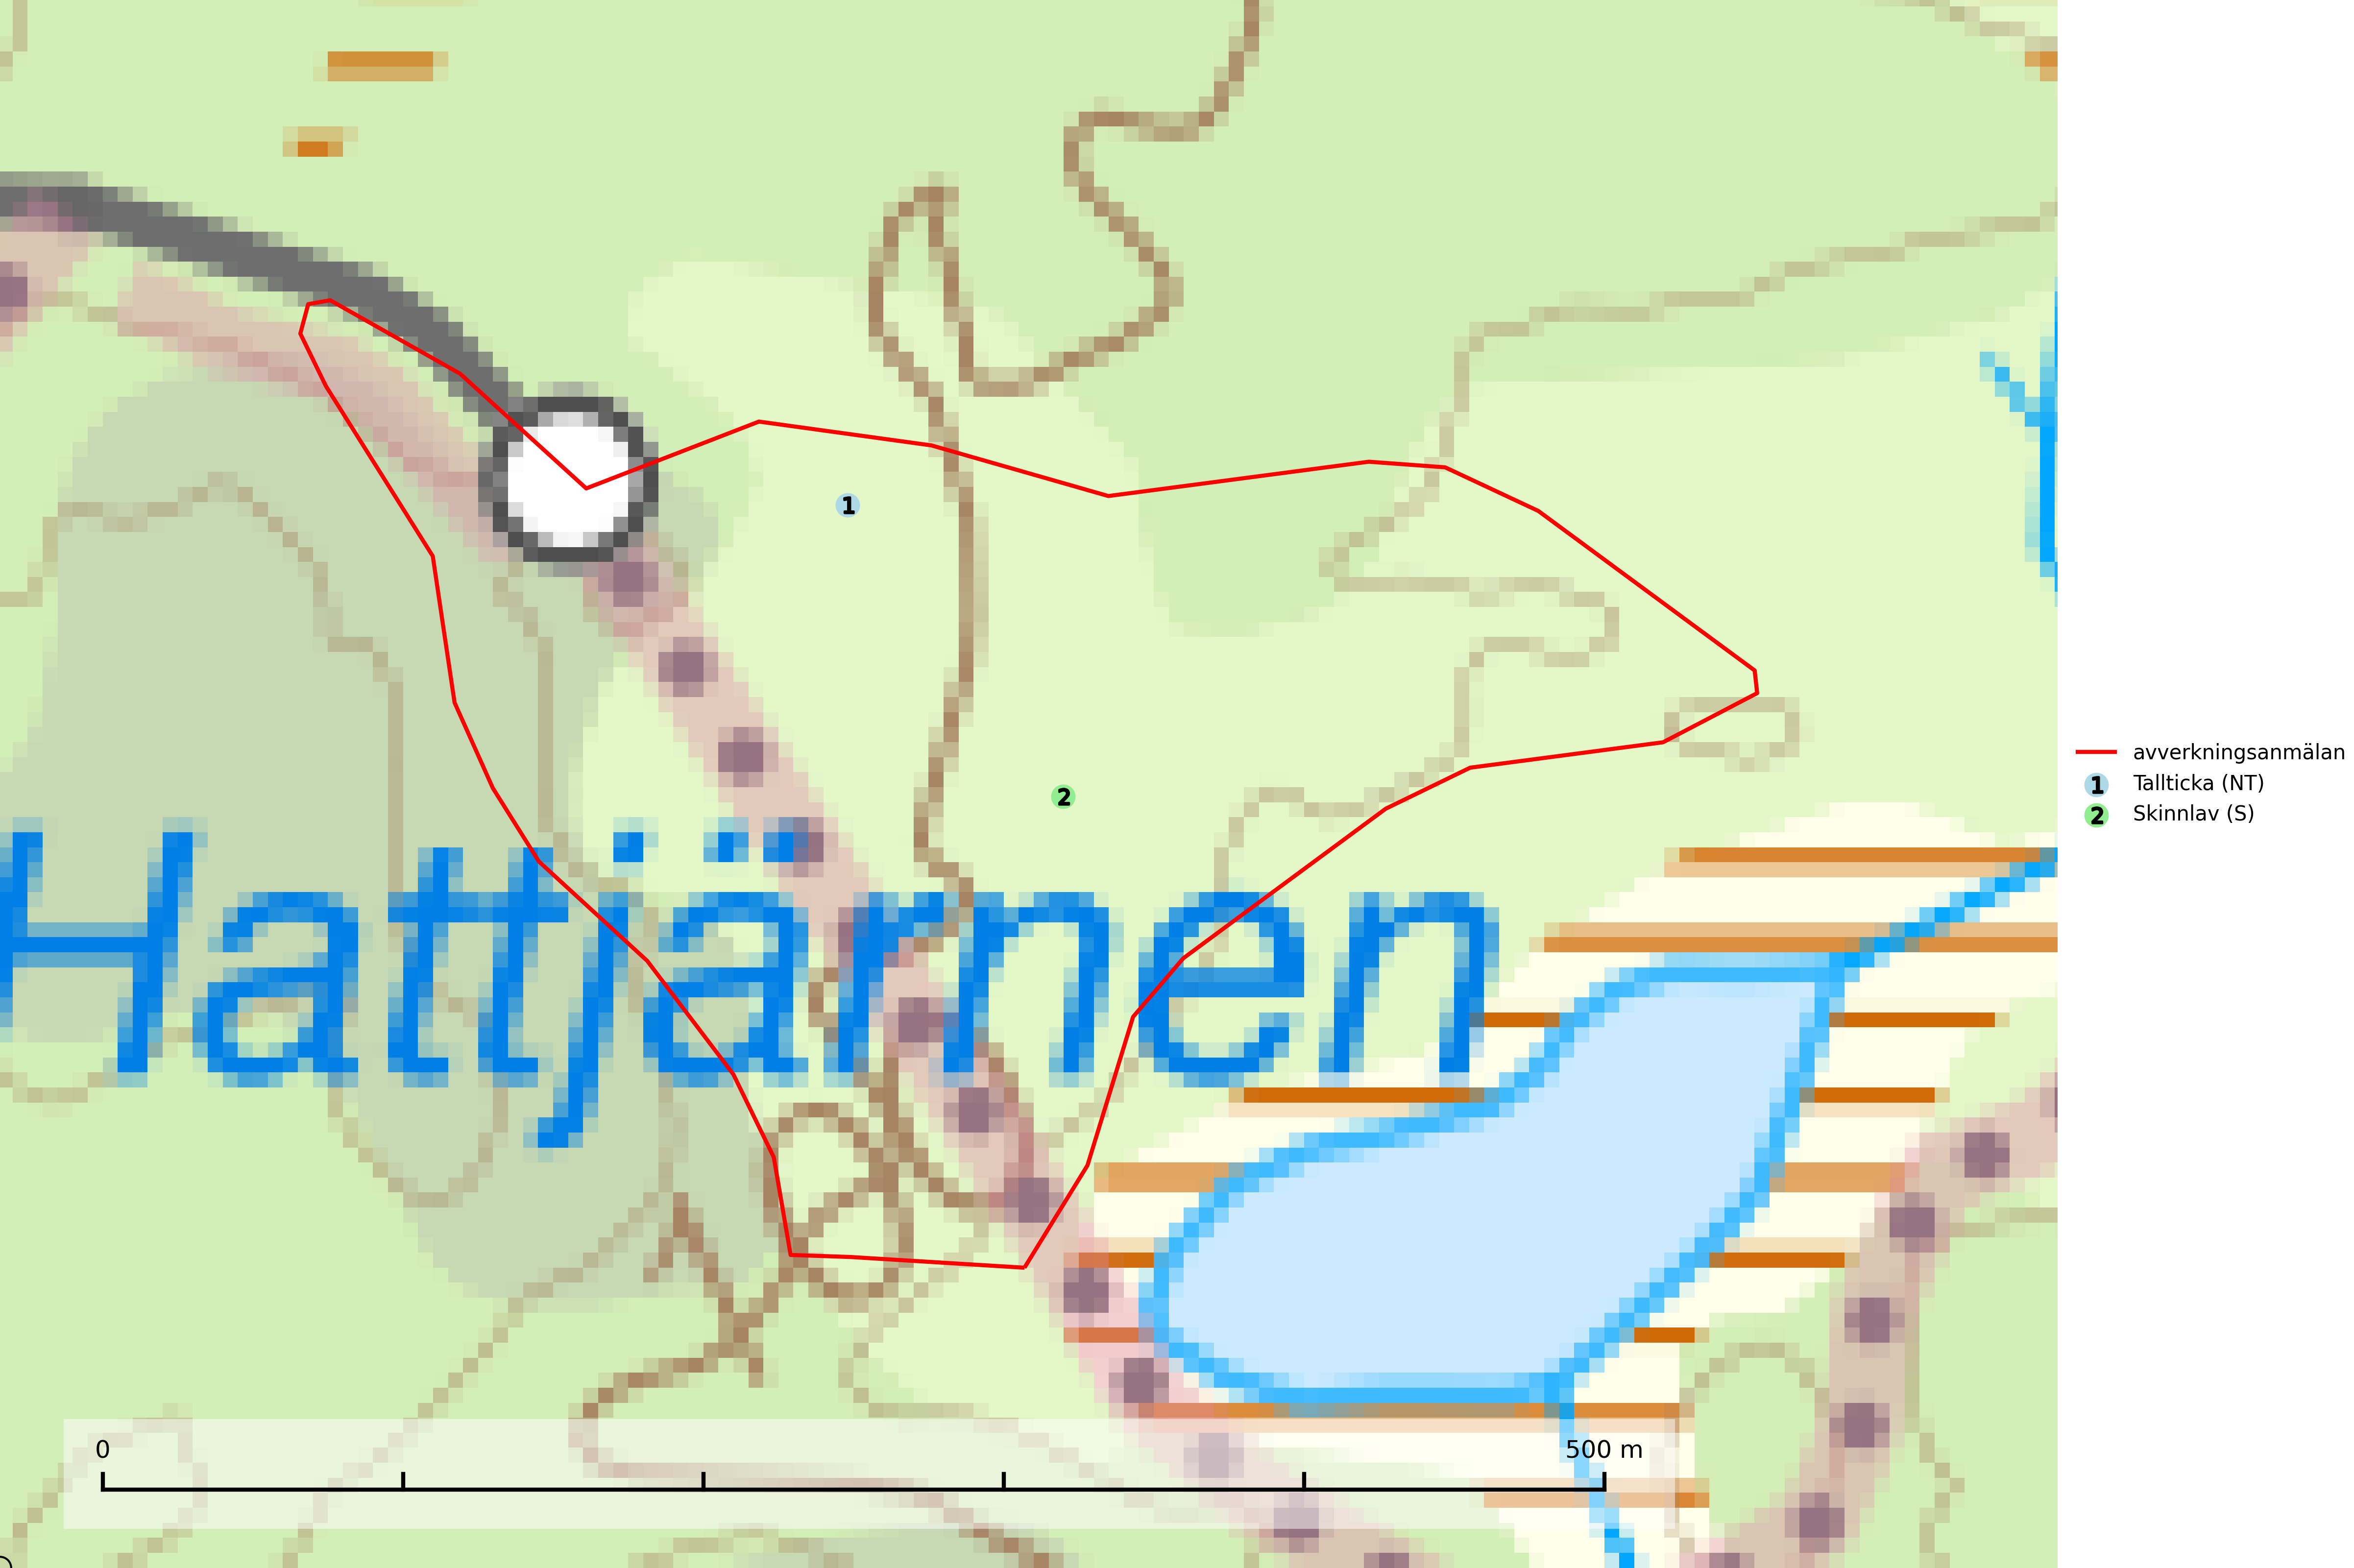 1
2
Hattjärnen
avverkningsanmälan
1 Tallticka (NT)
2 Skinnlav (S)
0 500 m